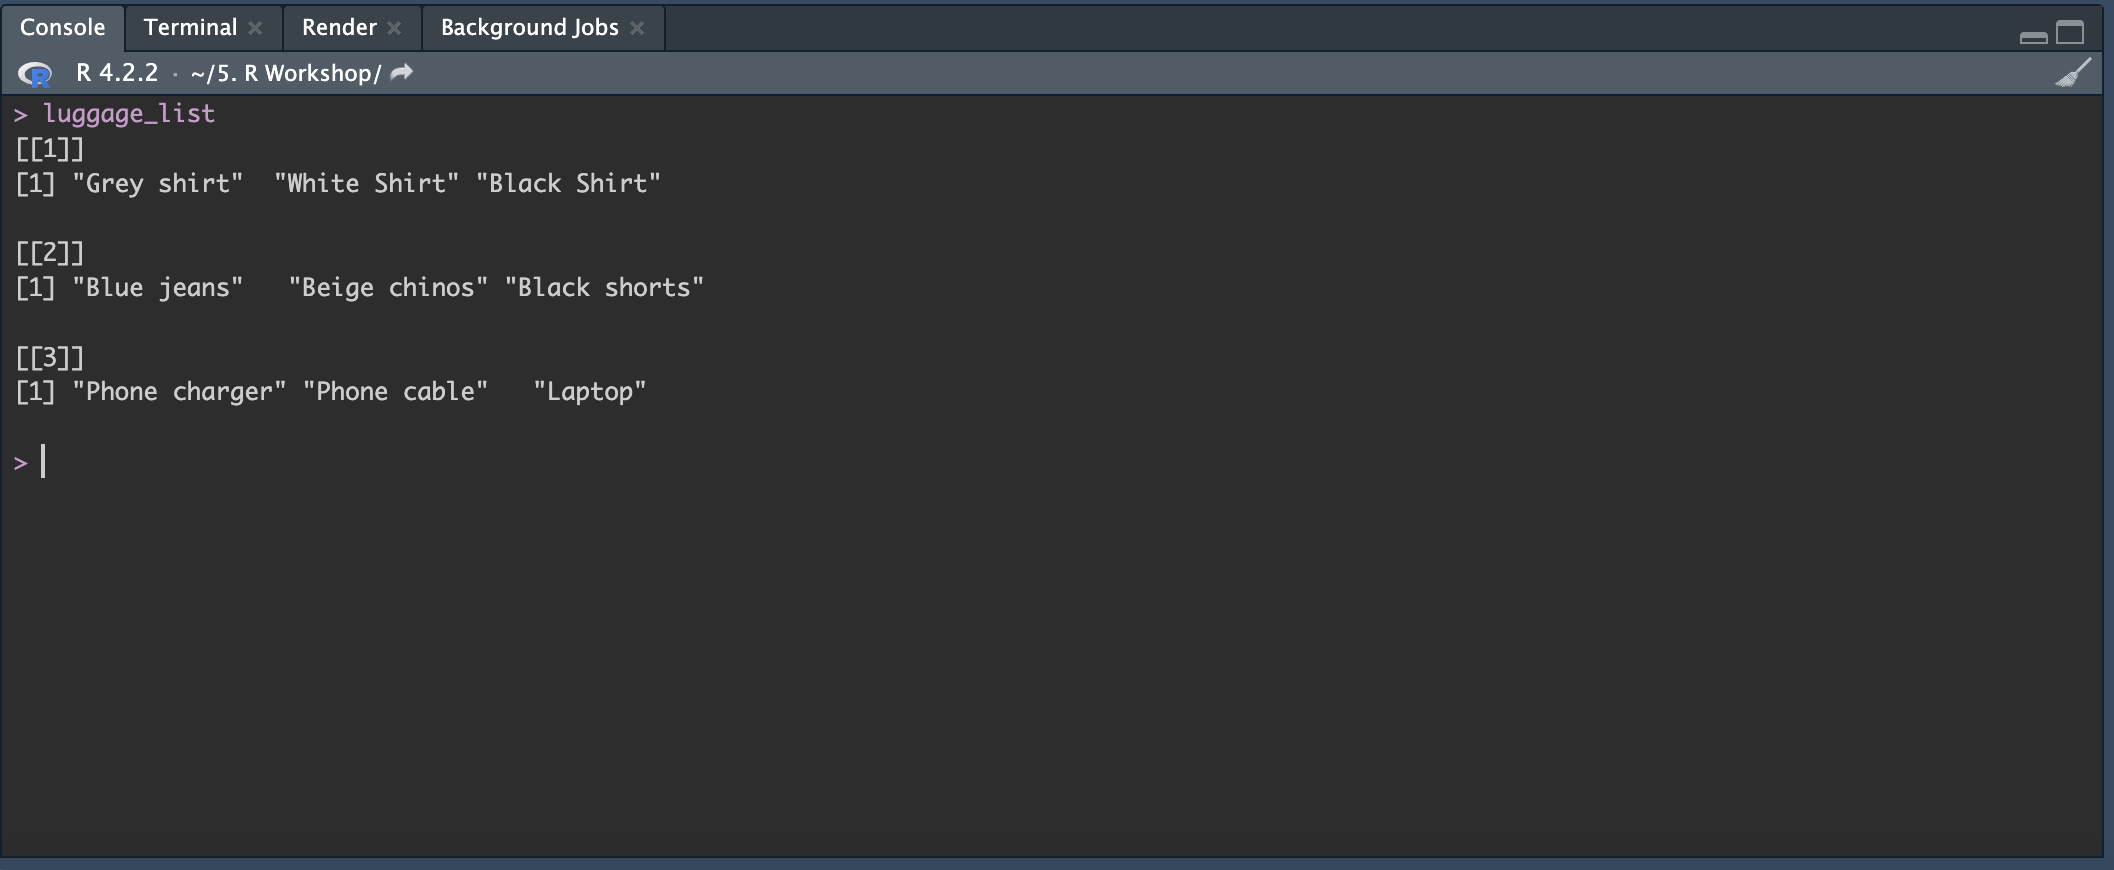 Console Terminal Render Background Jobs
R R 4.2.2 · ~/5. R Workshop/
> luggage_list
[[1]]
[1] "Grey shirt"  "White Shirt" "Black Shirt"
[[2]]
[1] "Blue jeans"   "Beige chinos" "Black shorts"
[[3]]
[1] "Phone charger" "Phone cable"   "Laptop"
>